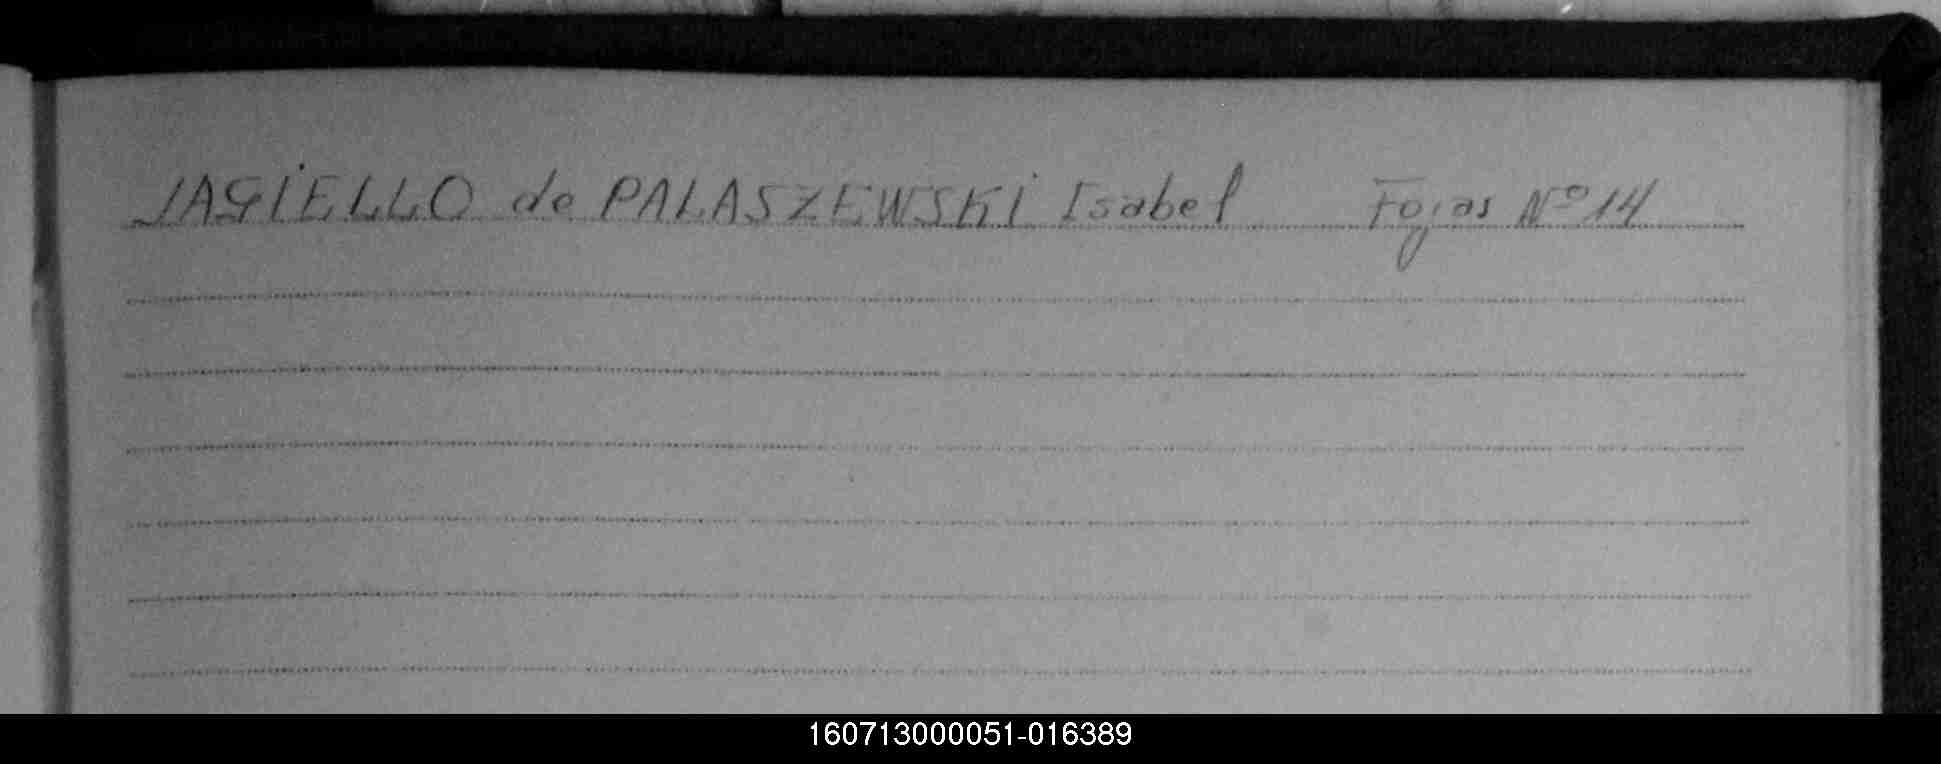 JAGIELLO de PALASZEWSKI Isabel Fojas Nº 14
160713000051-016389